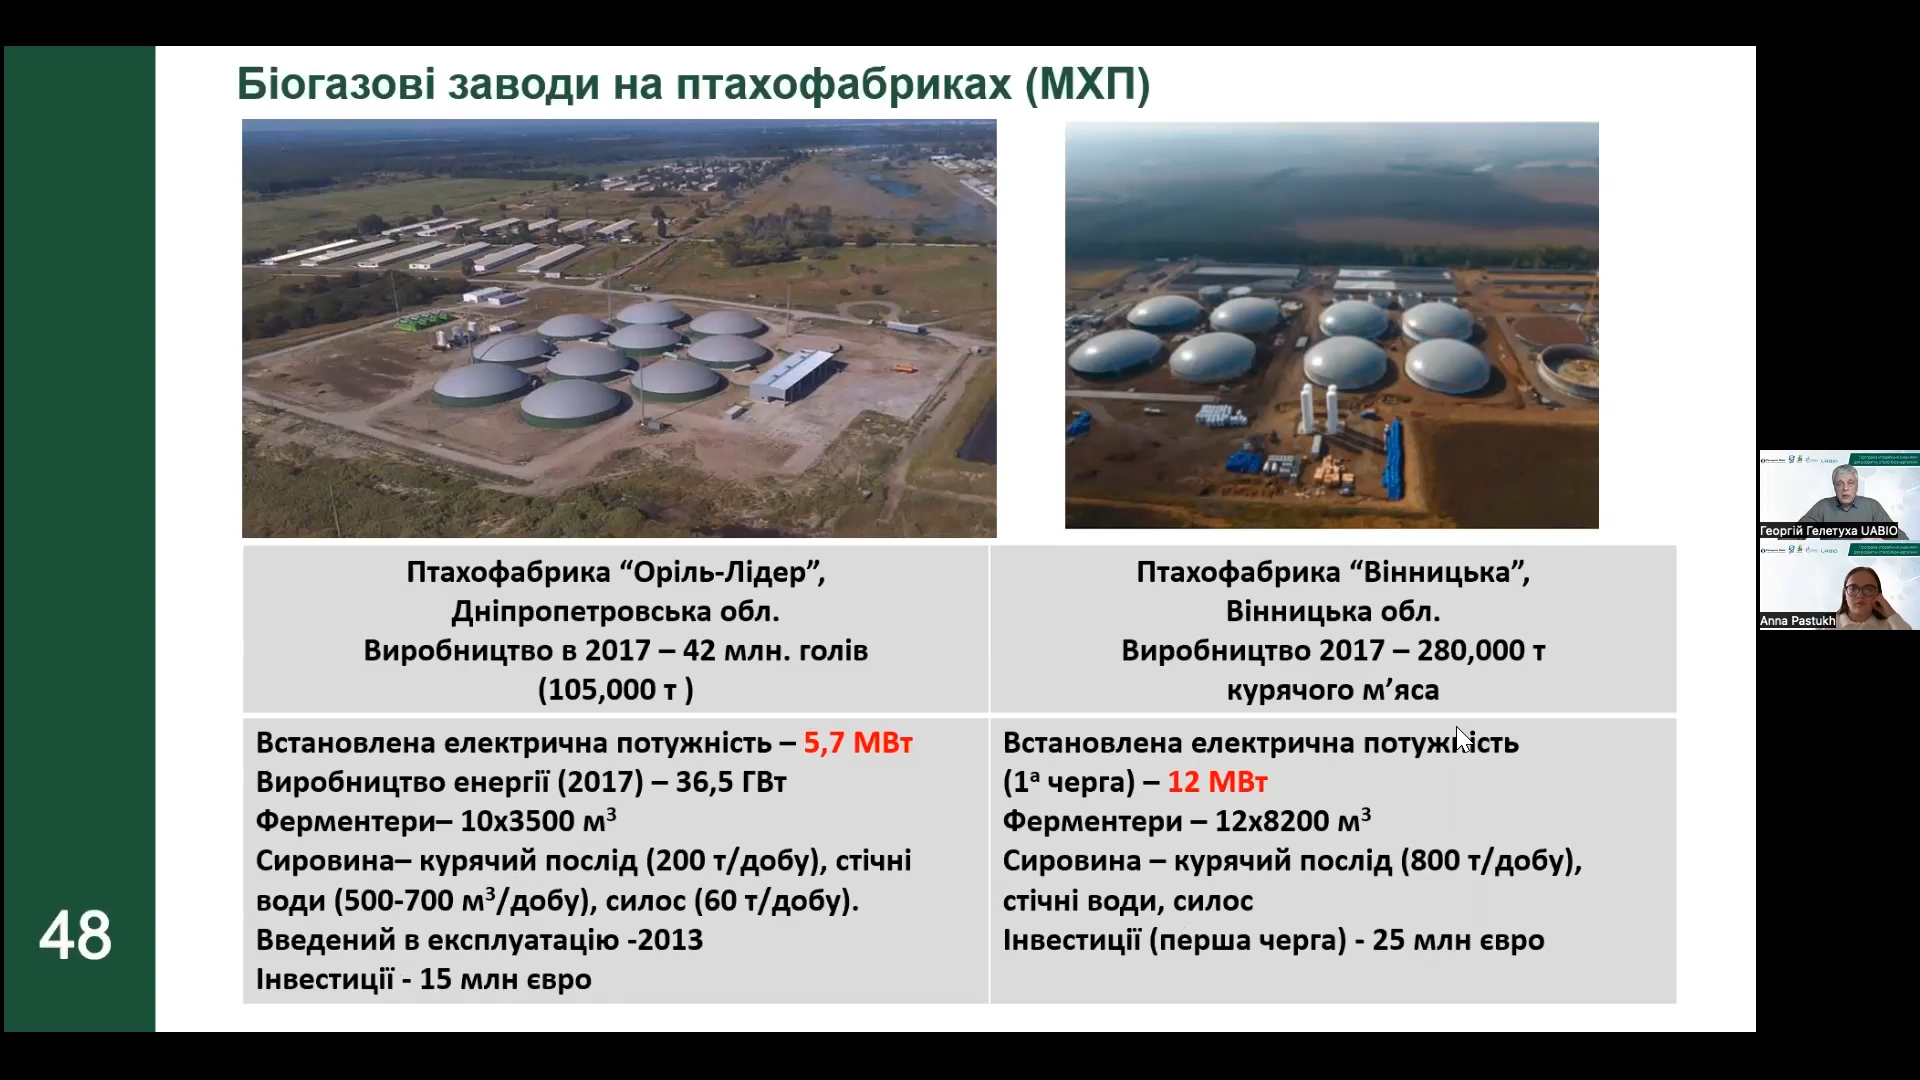 Біогазові заводи на птахофабриках (МХП)
Птахофабрика “Оріль-Лідер”,
Дніпропетровська обл.
Виробництво в 2017 – 42 млн. голів
(105,000 т )
Птахофабрика “Вінницька”,
Вінницька обл.
Виробництво 2017 – 280,000 т
курячого м’яса
Встановлена електрична потужність – 5,7 МВт
Виробництво енергії (2017) – 36,5 ГВт
Ферментери– 10х3500 м³
Сировина– курячий послід (200 т/добу), стічні
води (500-700 м³/добу), силос (60 т/добу).
Введений в експлуатацію -2013
Інвестиції - 15 млн євро
Встановлена електрична потужність
(1ª черга) – 12 МВт
Ферментери – 12х8200 м³
Сировина – курячий послід (800 т/добу),
стічні води, силос
Інвестиції (перша черга) - 25 млн євро
48
Георгій Гелетуха UABIO
Anna Pastukh